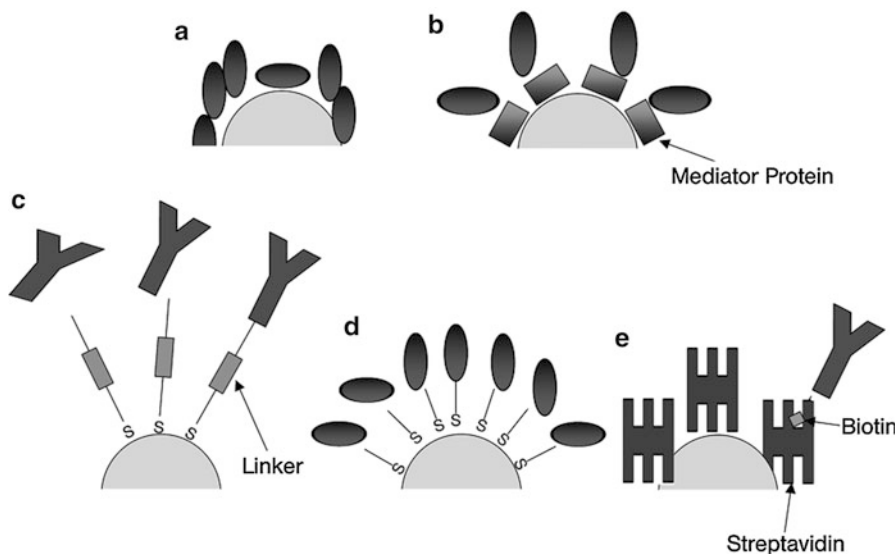 a
b
Mediator Protein
c
S S S
Linker
d
S S S S S S S
e
Biotin
Streptavidin